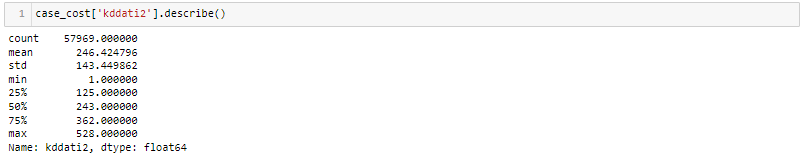 1 case_cost['kddati2'].describe()
count 57969.000000
mean 246.424796
std 143.449862
min 1.000000
25% 125.000000
50% 243.000000
75% 362.000000
max 528.000000
Name: kddati2, dtype: float64